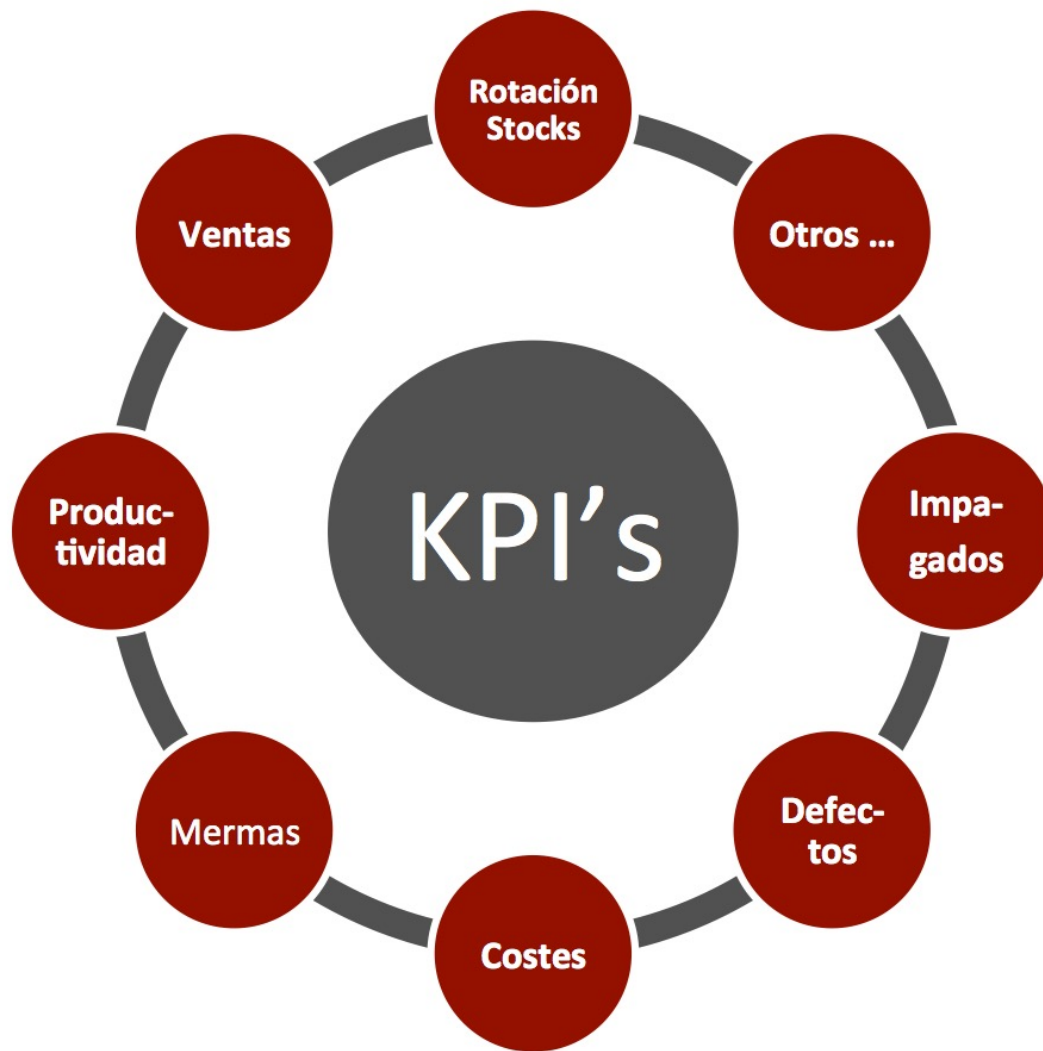 Rotación
Stocks
Otros ...
Impa-
gados
Defec-
tos
Costes
Mermas
Produc-
tividad
Ventas
KPI’s